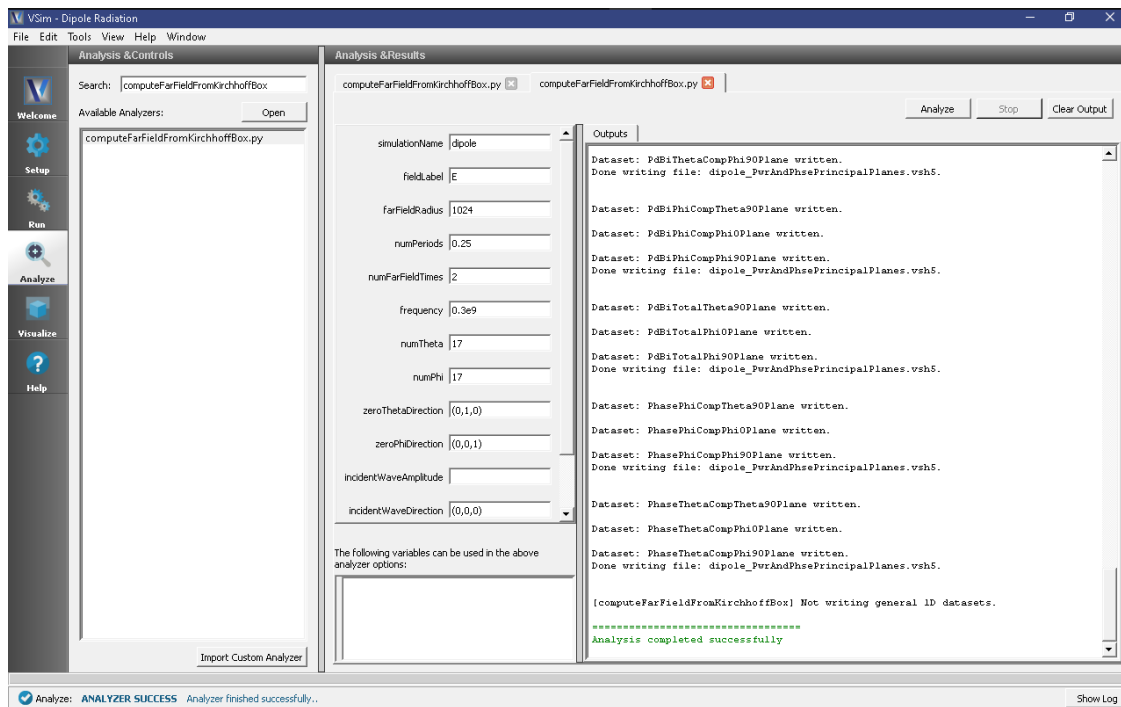 VSim - Dipole Radiation
File Edit Tools View Help Window
Analysis &Controls
Analysis &Results
Welcome
Setup
Run
Analyze
Visualize
Help
Search: computeFarFieldFromKirchhoffBox
Available Analyzers: Open
computeFarFieldFromKirchhoffBox.py
Import Custom Analyzer
computeFarFieldFromKirchhoffBox.py computeFarFieldFromKirchhoffBox.py
Analyze Stop Clear Output
simulationName dipole
fieldLabel E
farFieldRadius 1024
numPeriods 0.25
numFarFieldTimes 2
frequency 0.3e9
numTheta 17
numPhi 17
zeroThetaDirection (0,1,0)
zeroPhiDirection (0,0,1)
incidentWaveAmplitude
incidentWaveDirection (0,0,0)
The following variables can be used in the above
analyzer options:
Outputs
Dataset: PdBiThetaCompPhi90Plane written.
Done writing file: dipole_PwrAndPhsePrincipalPlanes.vsh5.
Dataset: PdBiPhiCompTheta90Plane written.
Dataset: PdBiPhiCompPhi0Plane written.
Dataset: PdBiPhiCompPhi90Plane written.
Done writing file: dipole_PwrAndPhsePrincipalPlanes.vsh5.
Dataset: PdBiTotalTheta90Plane written.
Dataset: PdBiTotalPhi0Plane written.
Dataset: PdBiTotalPhi90Plane written.
Done writing file: dipole_PwrAndPhsePrincipalPlanes.vsh5.
Dataset: PhasePhiCompTheta90Plane written.
Dataset: PhasePhiCompPhi0Plane written.
Dataset: PhasePhiCompPhi90Plane written.
Done writing file: dipole_PwrAndPhsePrincipalPlanes.vsh5.
Dataset: PhaseThetaCompTheta90Plane written.
Dataset: PhaseThetaCompPhi0Plane written.
Dataset: PhaseThetaCompPhi90Plane written.
Done writing file: dipole_PwrAndPhsePrincipalPlanes.vsh5.
[computeFarFieldFromKirchhoffBox] Not writing general 1D datasets.
==================================
Analysis completed successfully
Analyze: ANALYZER SUCCESS Analyzer finished successfully..
Show Log